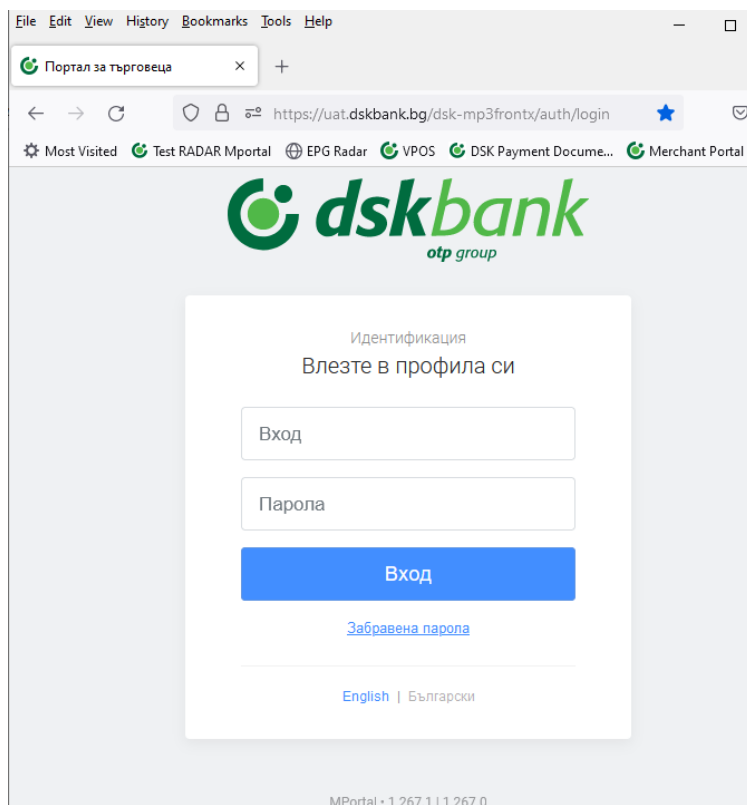 File Edit View History Bookmarks Tools Help
Портал за търговеца
https://uat.dskbank.bg/dsk-mp3frontx/auth/login
Most Visited Test RADAR Mportal EPG Radar VPOS DSK Payment Docume... Merchant Portal
dskbank
otp group
Идентификация
Влезте в профила си
Вход
Парола
Вход
Забравена парола
English | Български
MPortal • 1.267.1 | 1.267.0